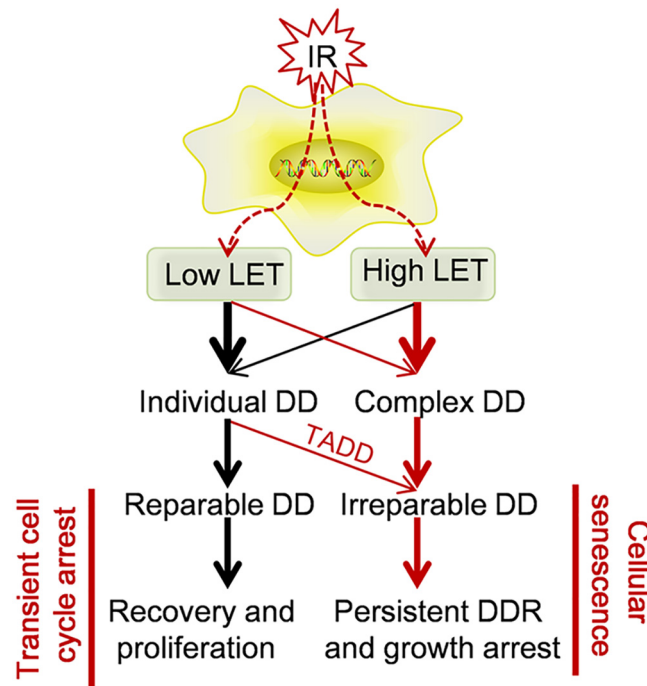 IR
Low LET
High LET
Individual DD
Complex DD
TADD
Reparable DD
Irreparable DD
Recovery and
proliferation
Persistent DDR
and growth arrest
Transient cell
cycle arrest
Cellular
senescence